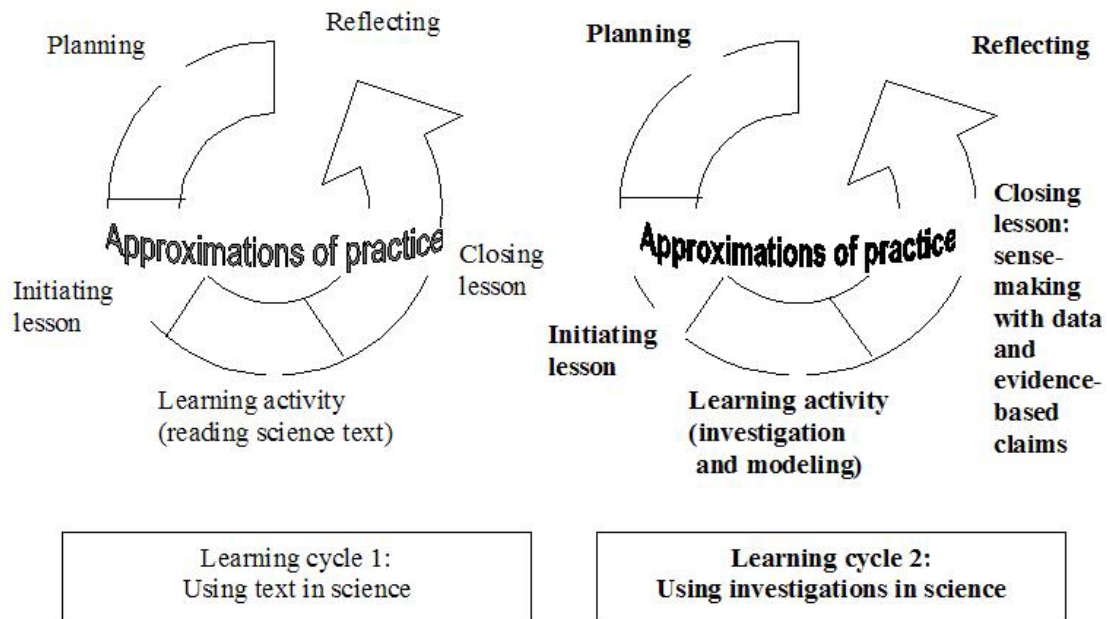 Planning
Reflecting
Approximations of practice
Initiating
lesson
Closing
lesson
Learning activity
(reading science text)
Learning cycle 1:
Using text in science
Planning
Reflecting
Approximations of practice
Initiating
lesson
Closing
lesson:
sense-
making
with data
and
evidence-
based
claims
Learning activity
(investigation
and modeling)
Learning cycle 2:
Using investigations in science